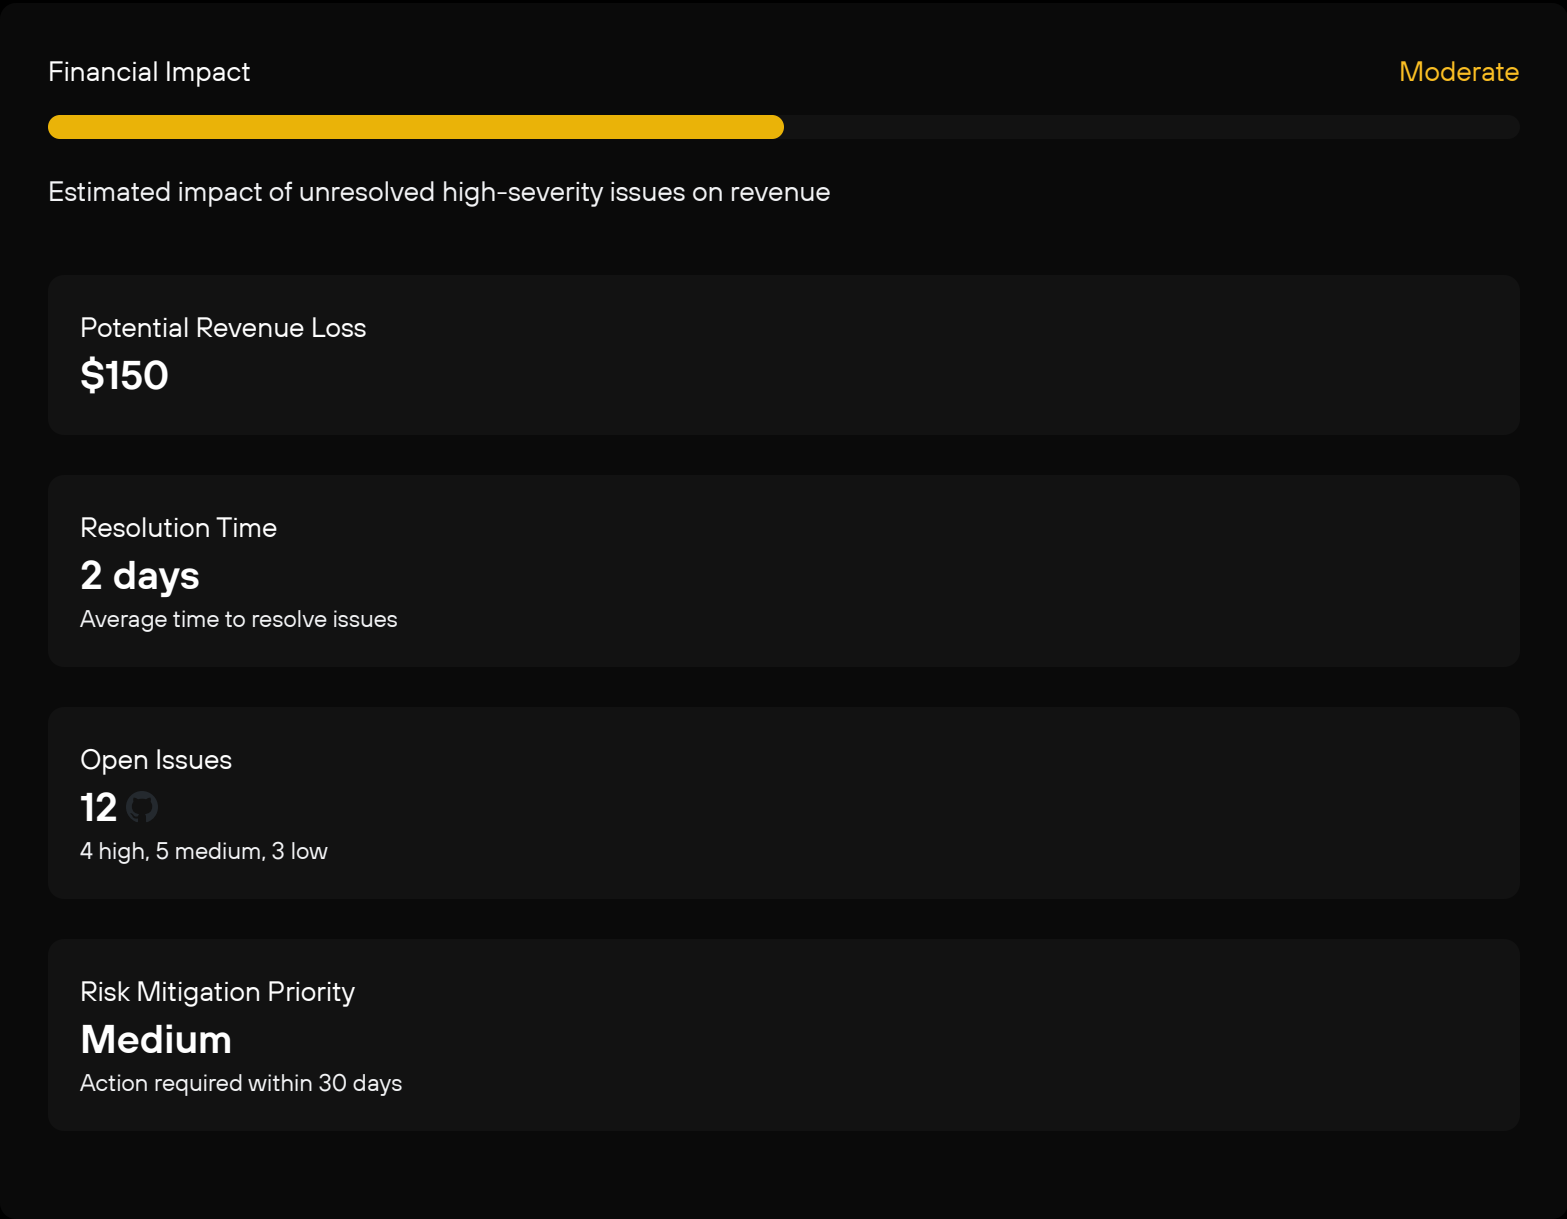 Financial Impact
Moderate
Estimated impact of unresolved high-severity issues on revenue
Potential Revenue Loss
$150
Resolution Time
2 days
Average time to resolve issues
Open Issues
12
4 high, 5 medium, 3 low
Risk Mitigation Priority
Medium
Action required within 30 days